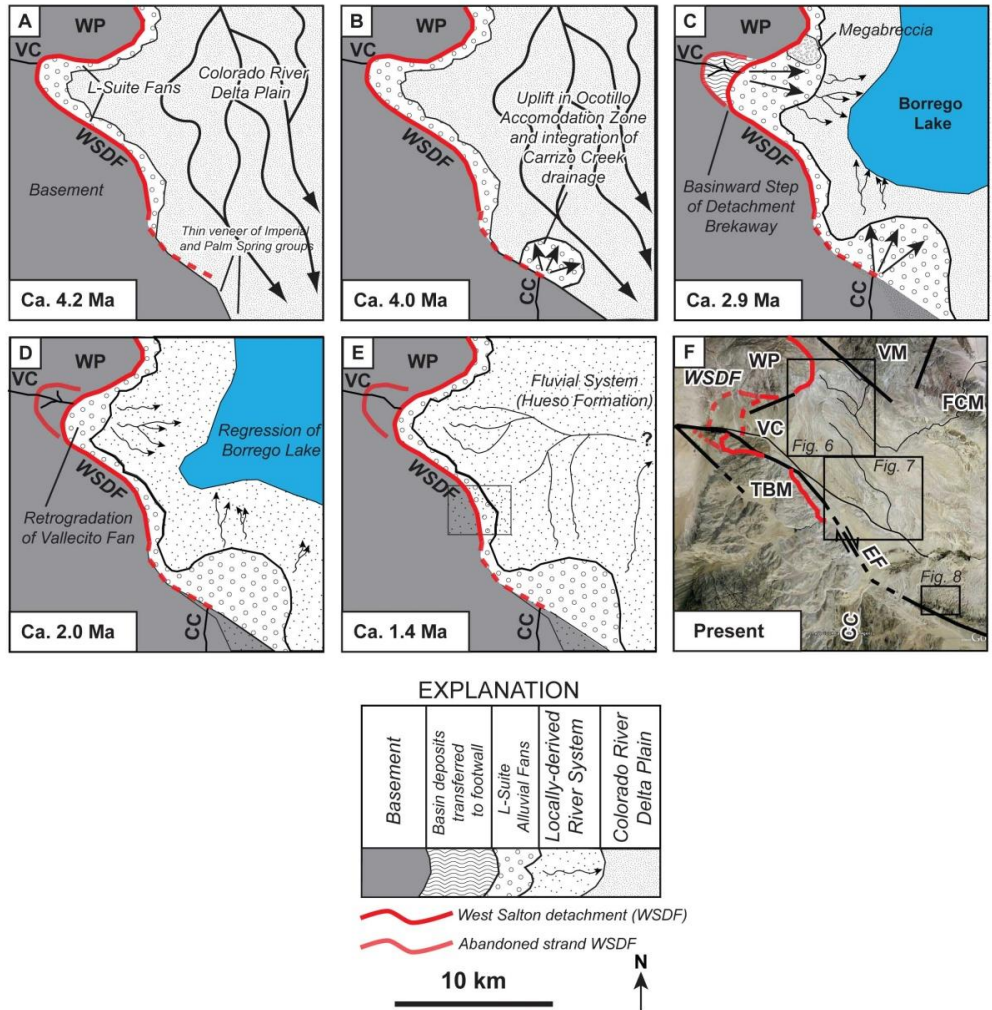 A
WP
VC
L-Suite Fans
Colorado River
Delta Plain
WSDF
Basement
Thin veneer of Imperial
and Palm Spring groups
Ca. 4.2 Ma
B
WP
VC
Uplift in Ocotillo
Accomodation Zone
and integration of
Carrizo Creek
drainage
WSDF
CC
Ca. 4.0 Ma
C
WP
Megabreccia
VC
Borrego
Lake
WSDF
Basinward Step
of Detachment
Brekaway
CC
Ca. 2.9 Ma
D
WP
VC
Regression of
Borrego Lake
WSDF
Retrogradation
of Vallecito Fan
CC
Ca. 2.0 Ma
E
WP
VC
Fluvial System
(Hueso Formation)
?
WSDF
CC
Ca. 1.4 Ma
F
WP
VM
WSDF
FCM
VC
Fig. 6
Fig. 7
TBM
EF
Fig. 8
CC
Present
EXPLANATION
Basement
Basin deposits
transferred
to footwall
L-Suite
Alluvial Fans
Locally-derived
River System
Colorado River
Delta Plain
West Salton detachment (WSDF)
Abandoned strand WSDF
10 km
N